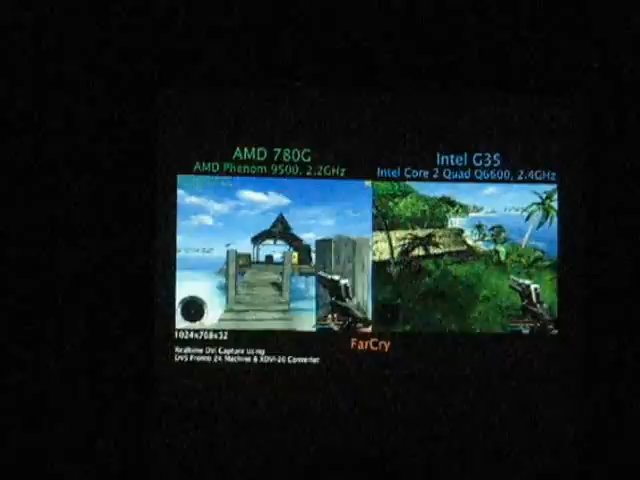 AMD 780G
AMD Phenom 9500, 2.2GHz
Intel G35
Intel Core 2 Quad Q6600, 2.4GHz
1024x768x32
FarCry
Realtime DVI Capture using
DVS Pronto 2K Machine & XDVI-20 Converter